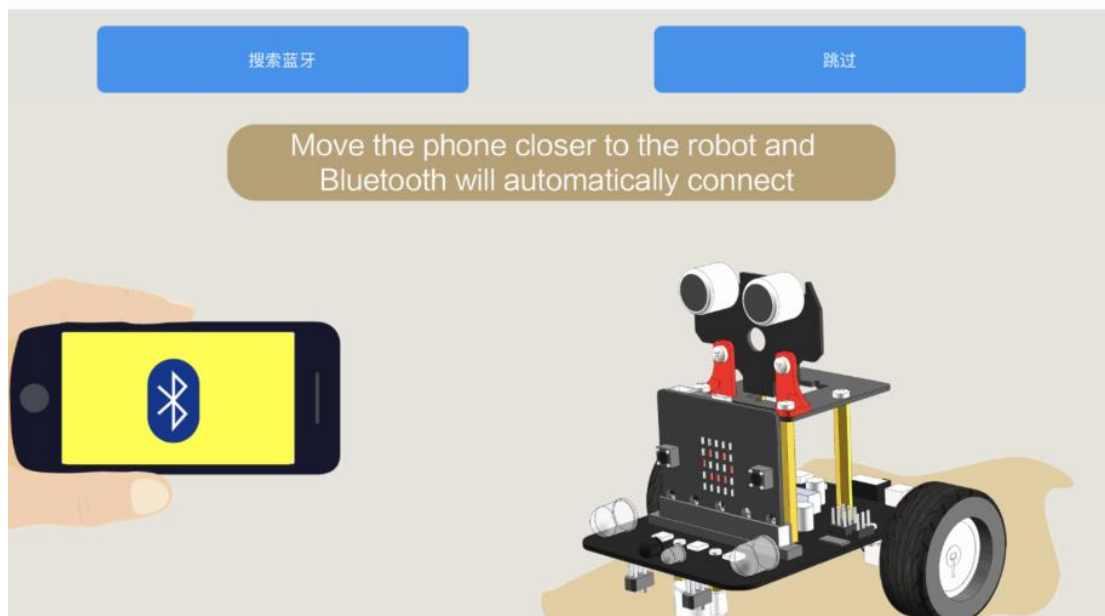 搜索蓝牙
跳过
Move the phone closer to the robot and
Bluetooth will automatically connect